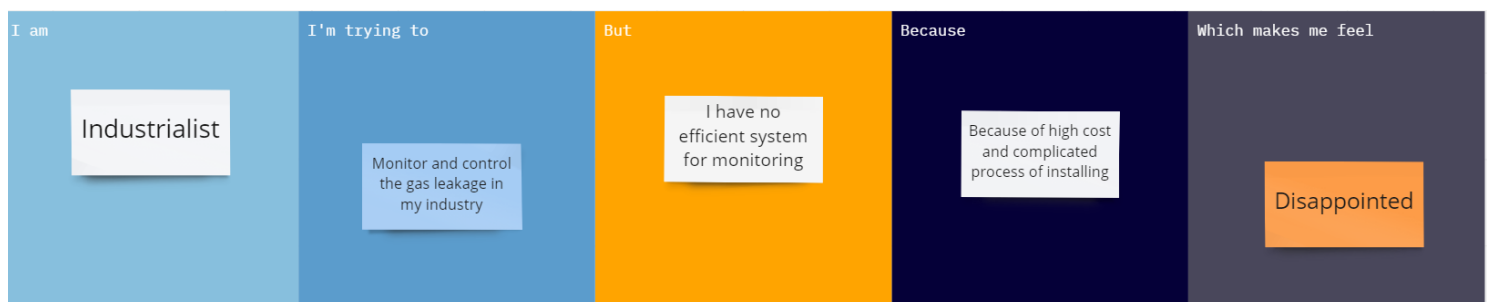 I am
Industrialist
I'm trying to
Monitor and control
the gas leakage in
my industry
But
I have no
efficient system
for monitoring
Because
Because of high cost
and complicated
process of installing
Which makes me feel
Disappointed